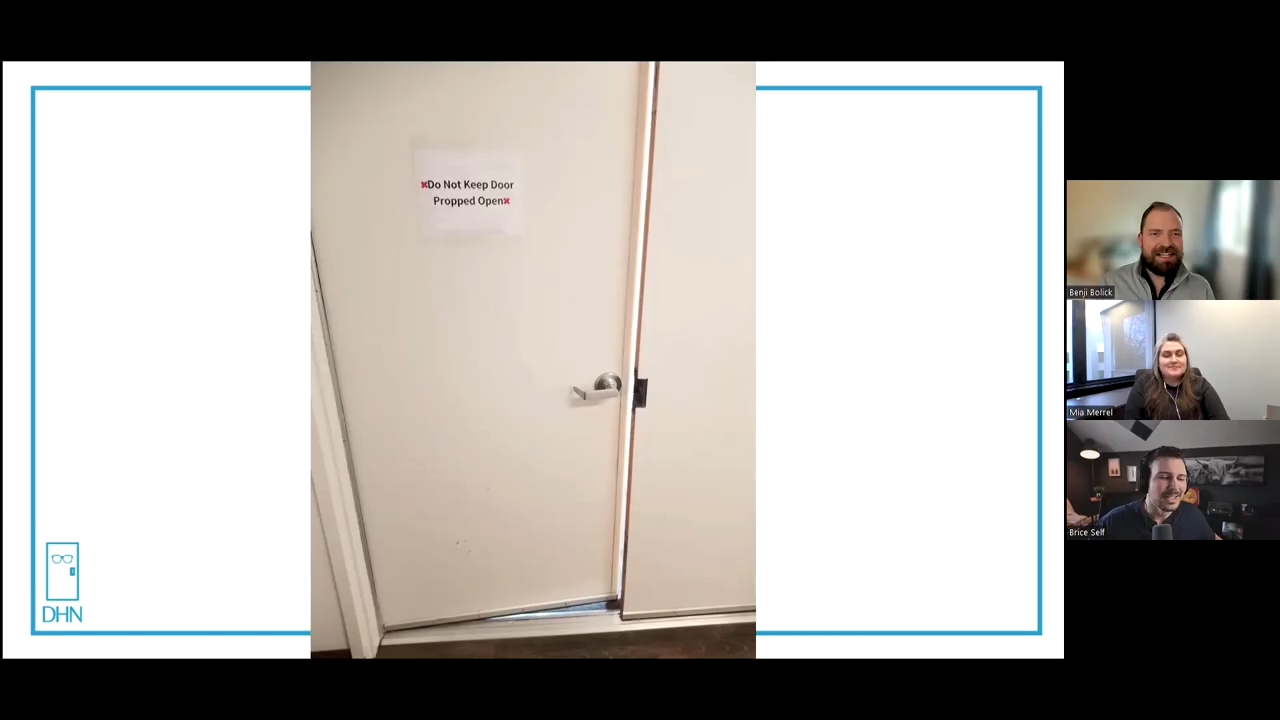 ✖Do Not Keep Door
Propped Open✖
DHN
Benji Bolick
Mia Merrel
Brice Self